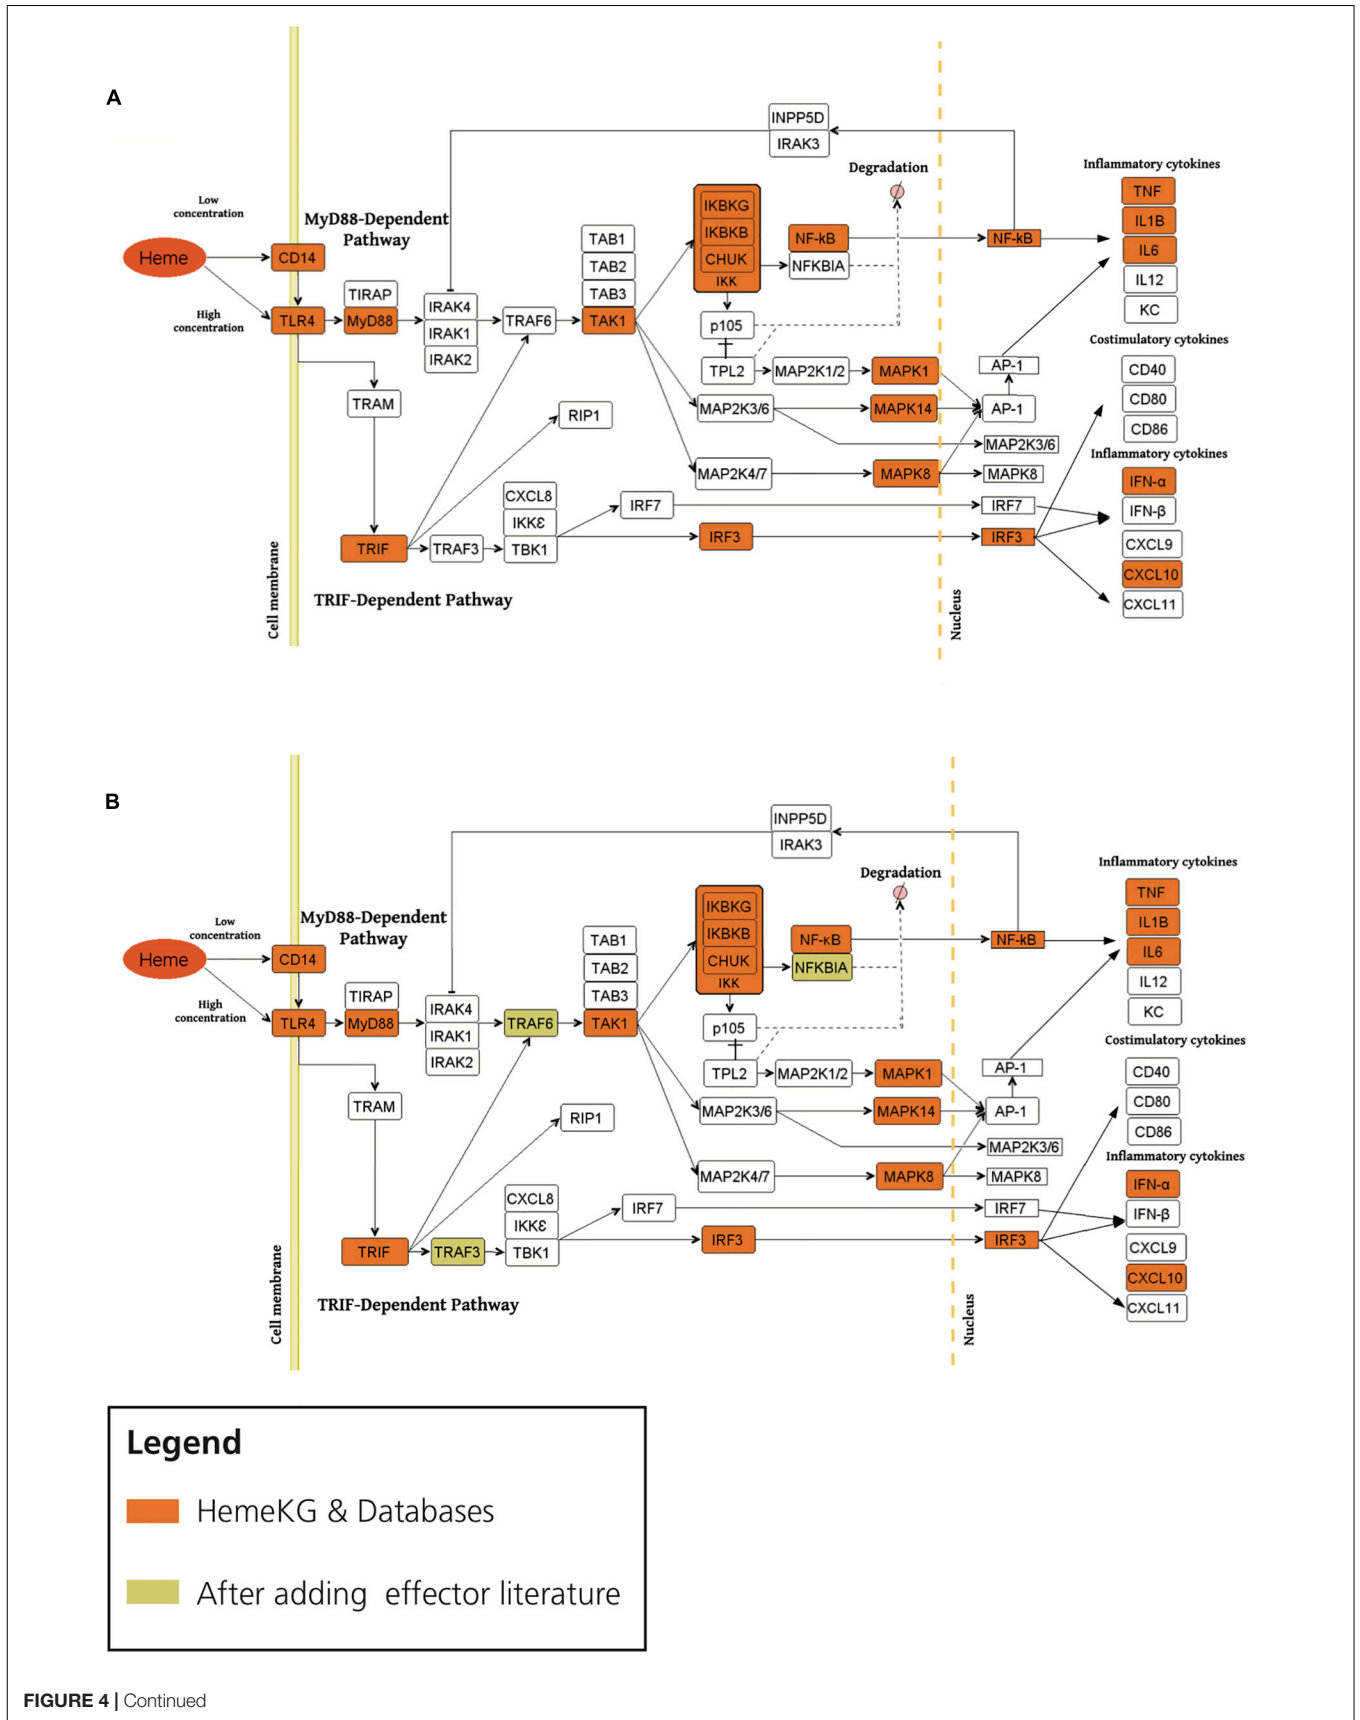 A
INPP5D
IRAK3
Degradation
Inflammatory cytokines
TNF
IL1B
IL6
IL12
KC
Low
concentration
MyD88-Dependent
Pathway
Heme
CD14
High
concentration
TLR4
TIRAP
MyD88
IRAK4
IRAK1
IRAK2
TRAF6
TAB1
TAB2
TAB3
TAK1
IKBKG
IKBKB
CHUK
IKK
NF-kB
NFKBIA
NF-kB
p105
TPL2
MAP2K1/2
MAPK1
AP-1
Costimulatory cytokines
CD40
CD80
CD86
TRAM
RIP1
MAP2K3/6
MAPK14
AP-1
MAP2K3/6
MAP2K4/7
MAPK8
MAPK8
Inflammatory cytokines
IFN-α
IFN-β
CXCL9
CXCL10
CXCL11
CXCL8
IKKε
TBK1
IRF7
IRF7
TRIF
TRAF3
IRF3
IRF3
TRIF-Dependent Pathway
Cell membrane
Nucleus
B
INPP5D
IRAK3
Degradation
Inflammatory cytokines
TNF
IL1B
IL6
IL12
KC
Low
concentration
MyD88-Dependent
Pathway
Heme
CD14
High
concentration
TLR4
TIRAP
MyD88
IRAK4
IRAK1
IRAK2
TRAF6
TAB1
TAB2
TAB3
TAK1
IKBKG
IKBKB
CHUK
IKK
NF-κB
NFKBIA
NF-kB
p105
TPL2
MAP2K1/2
MAPK1
AP-1
Costimulatory cytokines
CD40
CD80
CD86
TRAM
RIP1
MAP2K3/6
MAPK14
AP-1
MAP2K3/6
MAP2K4/7
MAPK8
MAPK8
Inflammatory cytokines
IFN-α
IFN-β
CXCL9
CXCL10
CXCL11
CXCL8
IKKε
TBK1
IRF7
IRF7
TRIF
TRAF3
IRF3
IRF3
TRIF-Dependent Pathway
Cell membrane
Nucleus
Legend
HemeKG & Databases
After adding effector literature
FIGURE 4 | Continued